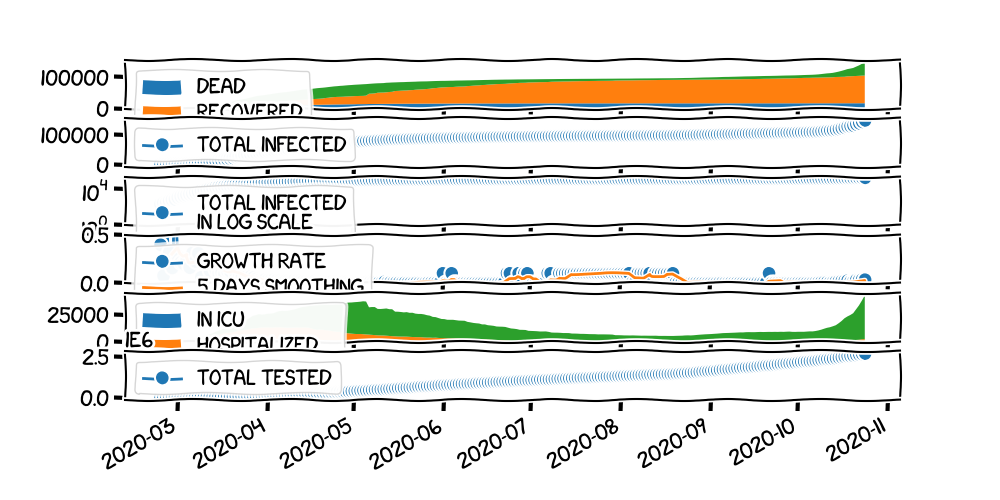 100000
0
DEAD
RECOVERED
100000
0
TOTAL INFECTED
10⁴
10⁰
TOTAL INFECTED
IN LOG SCALE
0.5
0.0
GROWTH RATE
5 DAYS SMOOTHING
25000
0
IN ICU
HOSPITALIZED
1E6
2.5
0.0
TOTAL TESTED
2020-03
2020-04
2020-05
2020-06
2020-07
2020-08
2020-09
2020-10
2020-11